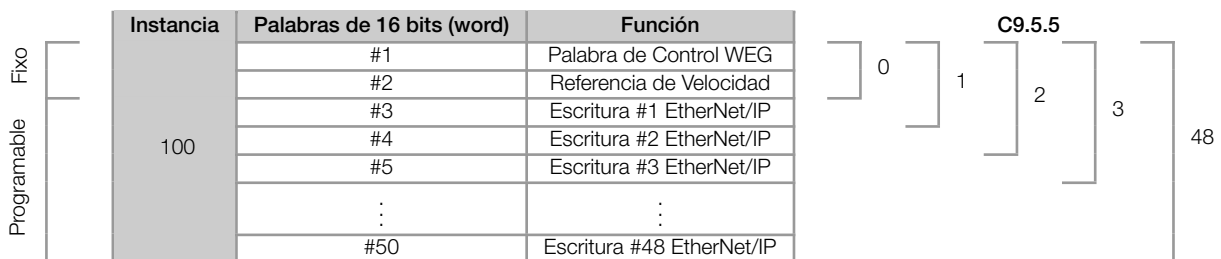 Instancia Palabras de 16 bits (word) Función C9.5.5
Fixo #1 Palabra de Control WEG 0 1 2 3 48
#2 Referencia de Velocidad
Programable 100 #3 Escritura #1 EtherNet/IP
#4 Escritura #2 EtherNet/IP
#5 Escritura #3 EtherNet/IP
⋮ ⋮
#50 Escritura #48 EtherNet/IP